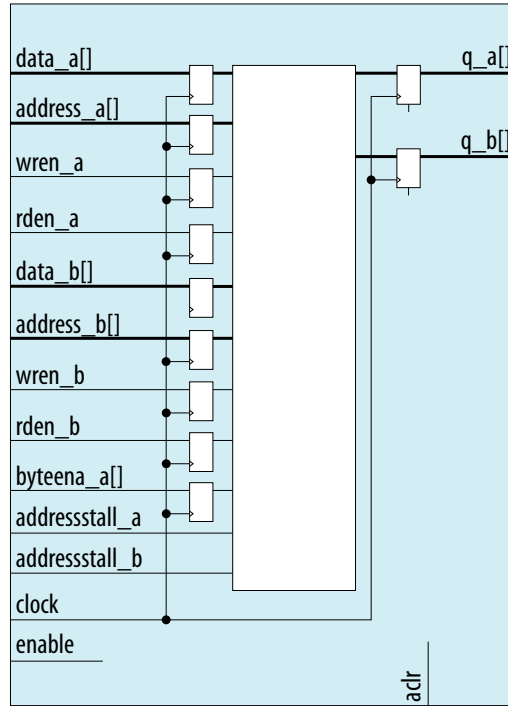 data_a[]
address_a[]
wren_a
rden_a
data_b[]
address_b[]
wren_b
rden_b
byteena_a[]
addressstall_a
addressstall_b
clock
enable
q_a[]
q_b[]
aclr